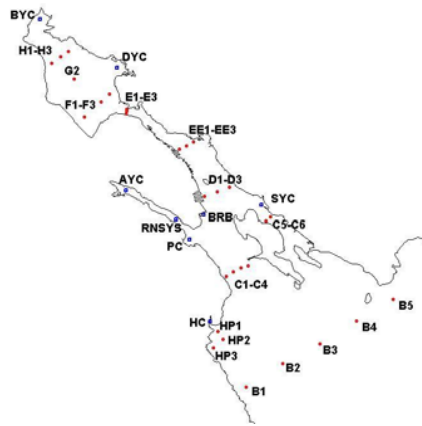 BYC
DYC
H1-H3
G2
F1-F3
E1-E3
EE1-EE3
AYC
D1-D3
SYC
BRB
RNSYS
C5-C6
PC
C1-C4
B5
HC
HP1
B4
HP2
B3
HP3
B2
B1